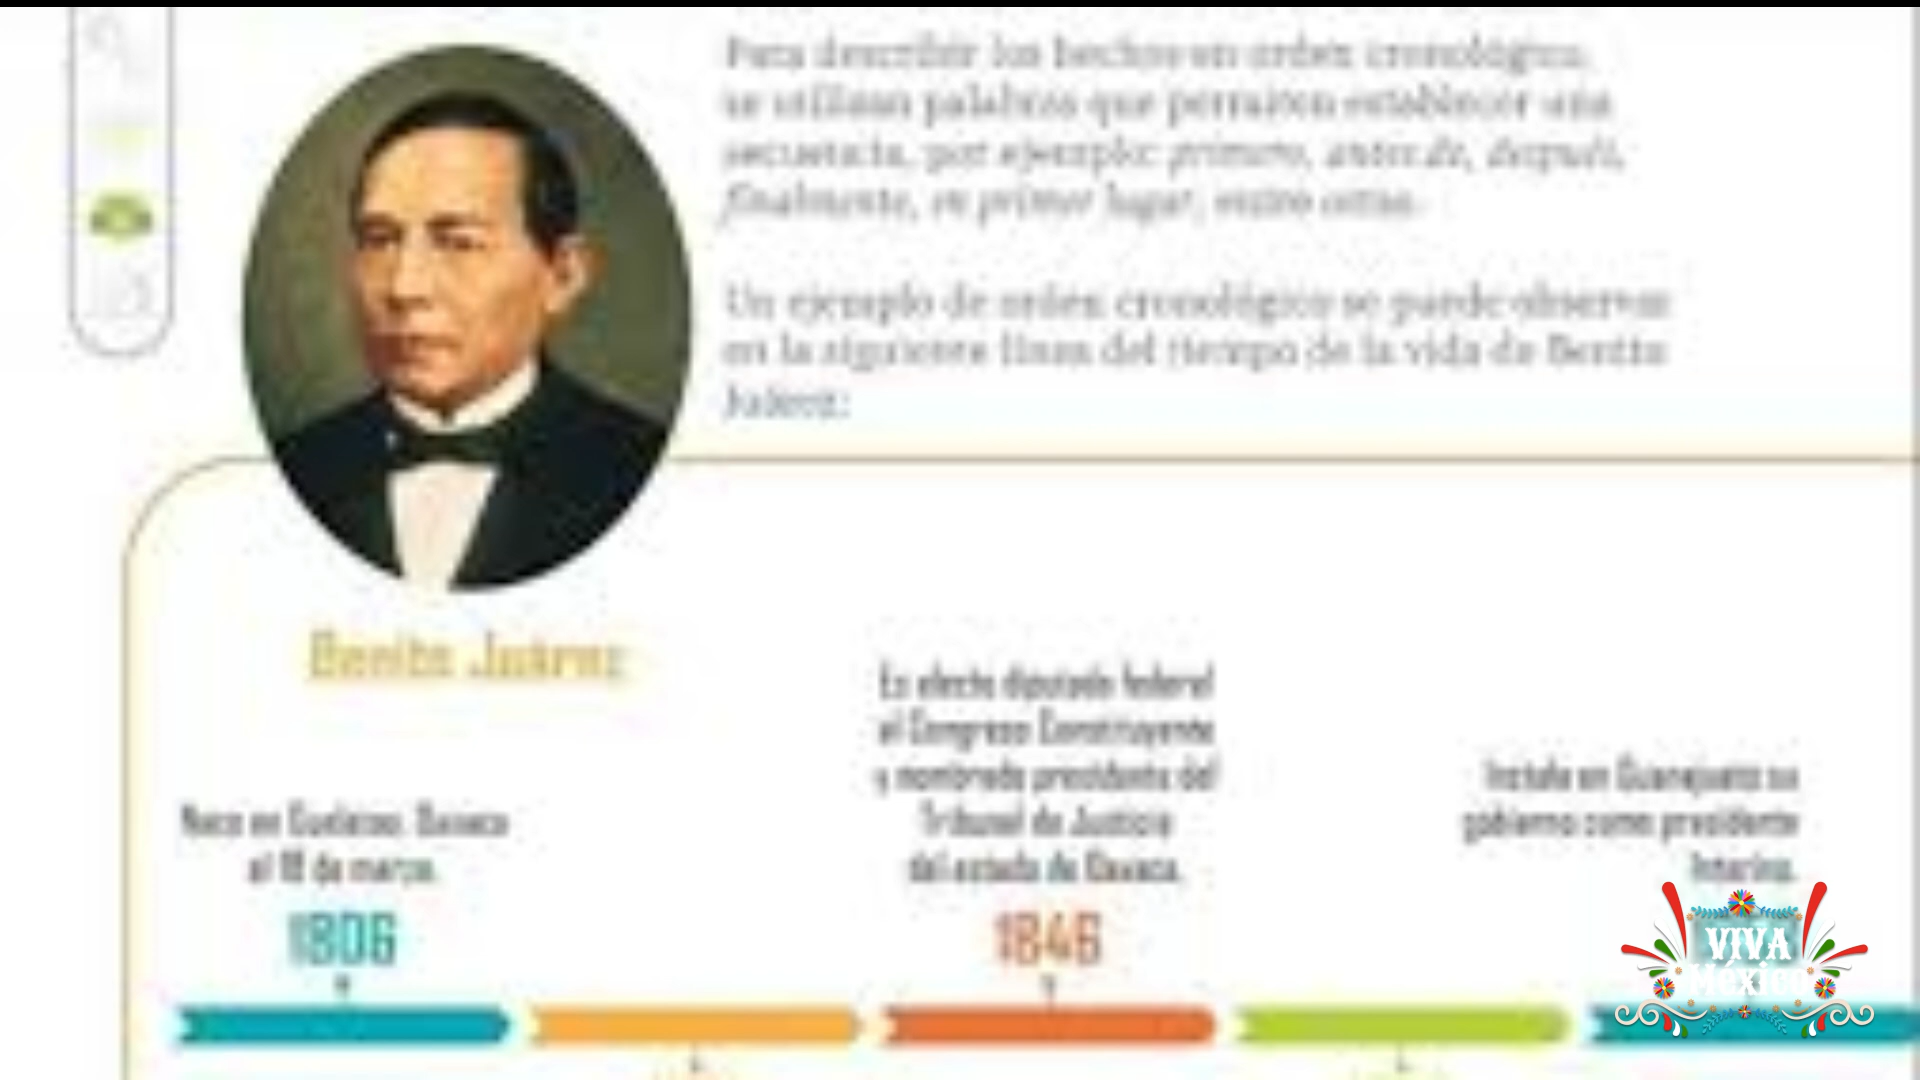 Para describir los hechos en orden cronológico,
se utilizan palabras que permiten establecer una
secuencia, por ejemplo: primero, antes de, después,
finalmente, en primer lugar, entre otras.
Un ejemplo de orden cronológico se puede observar
en la siguiente línea del tiempo de la vida de Benito
Juárez:
Benito Juárez
Es electo diputado federal
al Congreso Constituyente
y nombrado presidente del
Tribunal de Justicia
del estado de Oaxaca.
Instala en Guanajuato su
gobierno como presidente
interino.
Nace en Guelatao, Oaxaca
el de marzo.
1806
1846
VIVA
México